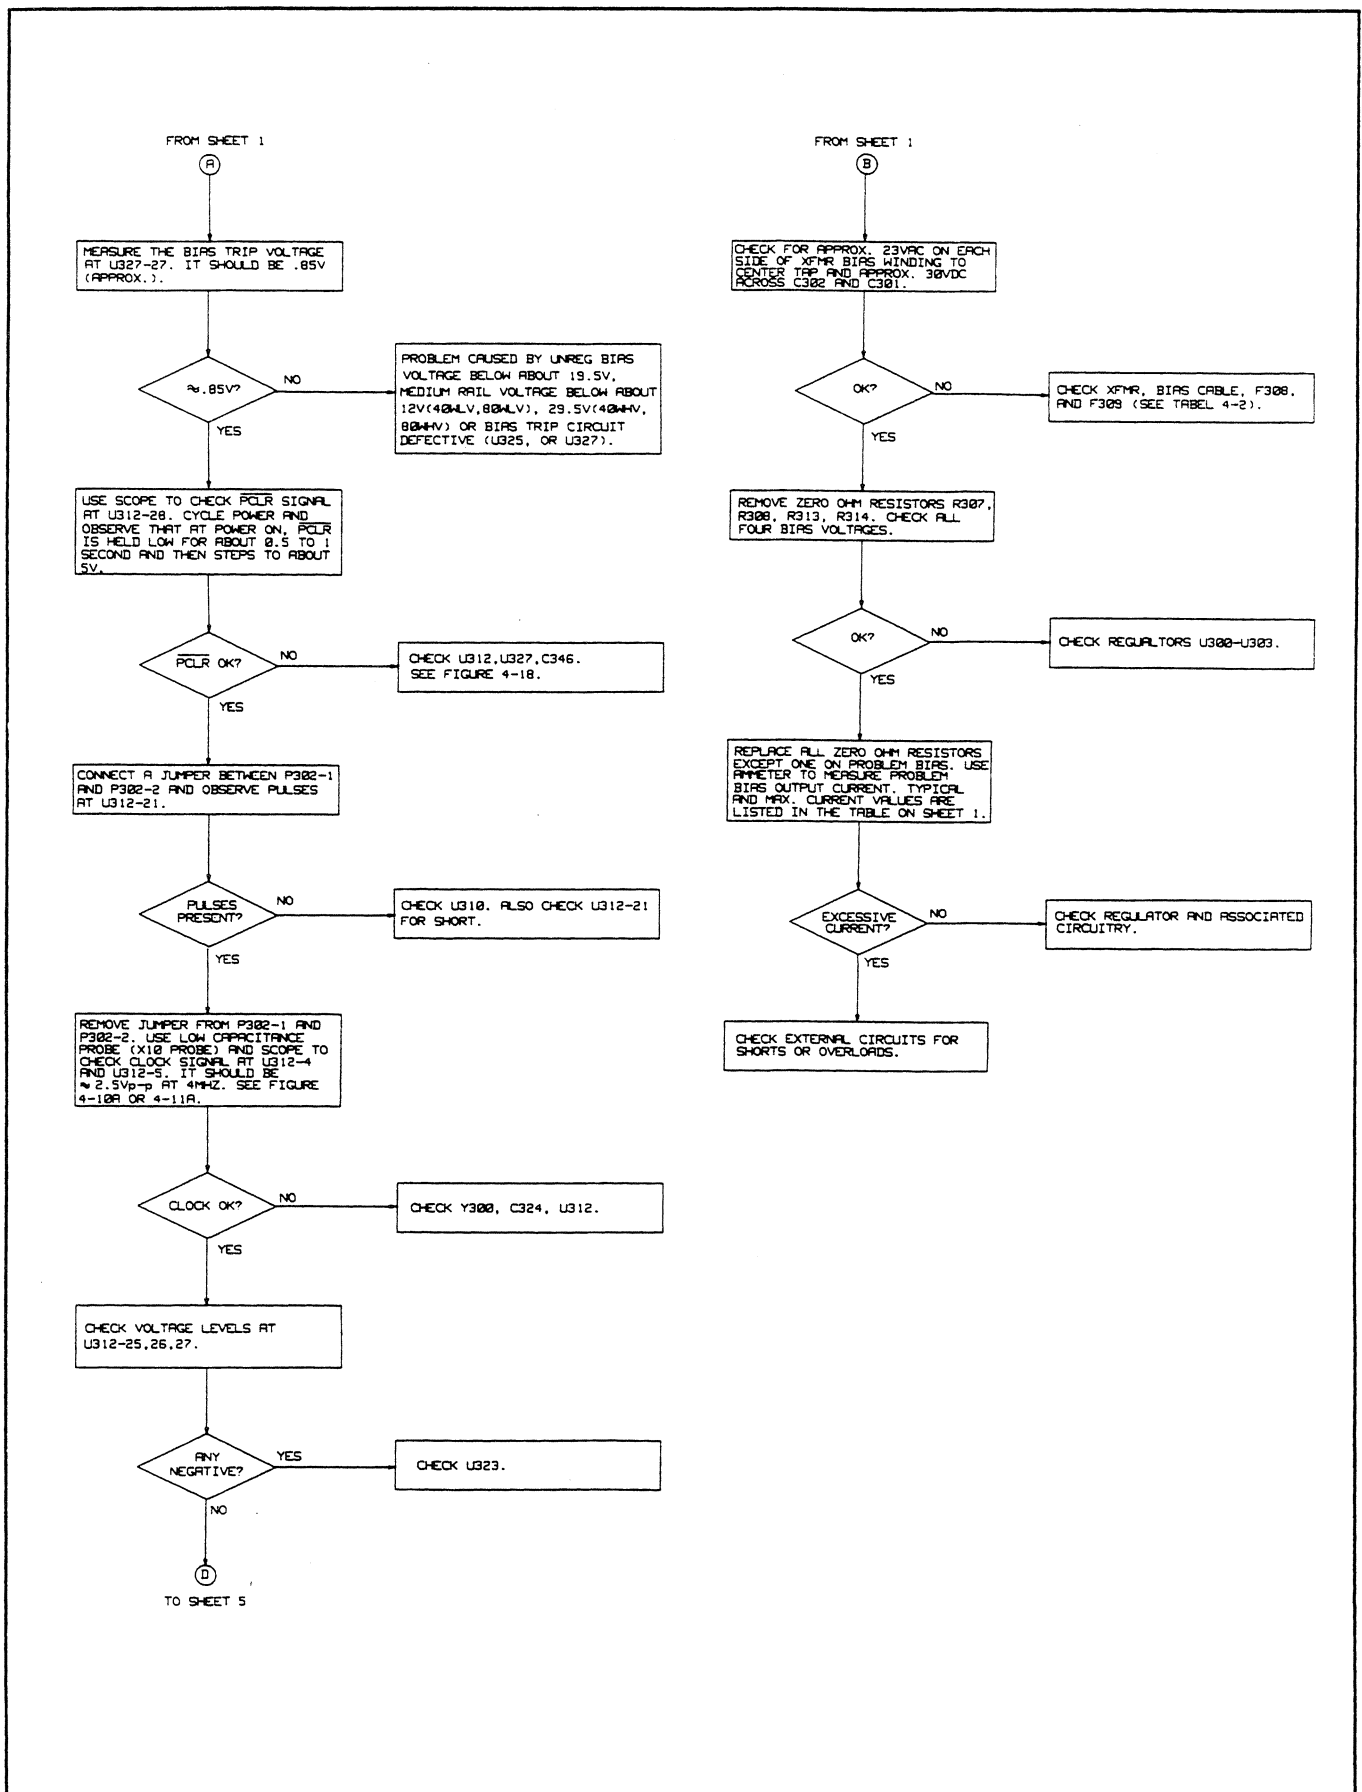 FROM SHEET 1
A
MEASURE THE BIAS TRIP VOLTAGE
AT U327-27. IT SHOULD BE .85V
(APPROX.).
≈.85V?
NO
YES
PROBLEM CAUSED BY UNREG BIAS
VOLTAGE BELOW ABOUT 19.5V,
MEDIUM RAIL VOLTAGE BELOW ABOUT
12V(40WLV,80WLV), 29.5V(40WHV,
80WHV) OR BIAS TRIP CIRCUIT
DEFECTIVE (U325, OR U327).
USE SCOPE TO CHECK P̅C̅L̅R̅ SIGNAL
AT U312-28. CYCLE POWER AND
OBSERVE THAT AT POWER ON, P̅C̅L̅R̅
IS HELD LOW FOR ABOUT 0.5 TO 1
SECOND AND THEN STEPS TO ABOUT
5V.
P̅C̅L̅R̅ OK?
NO
YES
CHECK U312,U327,C346.
SEE FIGURE 4-18.
CONNECT A JUMPER BETWEEN P302-1
AND P302-2 AND OBSERVE PULSES
AT U312-21.
PULSES
PRESENT?
NO
YES
CHECK U310. ALSO CHECK U312-21
FOR SHORT.
REMOVE JUMPER FROM P302-1 AND
P302-2. USE LOW CAPACITANCE
PROBE (X10 PROBE) AND SCOPE TO
CHECK CLOCK SIGNAL AT U312-4
AND U312-5. IT SHOULD BE
≈ 2.5Vp-p AT 4MHZ. SEE FIGURE
4-10A OR 4-11A.
CLOCK OK?
NO
YES
CHECK Y300, C324, U312.
CHECK VOLTAGE LEVELS AT
U312-25,26,27.
ANY
NEGATIVE?
YES
NO
CHECK U323.
D
TO SHEET 5
FROM SHEET 1
B
CHECK FOR APPROX. 23VAC ON EACH
SIDE OF XFMR BIAS WINDING TO
CENTER TAP AND APPROX. 30VDC
ACROSS C302 AND C301.
OK?
NO
YES
CHECK XFMR, BIAS CABLE, F308,
AND F309 (SEE TABEL 4-2).
REMOVE ZERO OHM RESISTORS R307,
R308, R313, R314. CHECK ALL
FOUR BIAS VOLTAGES.
OK?
NO
YES
CHECK REGUALTORS U300-U303.
REPLACE ALL ZERO OHM RESISTORS
EXCEPT ONE ON PROBLEM BIAS. USE
AMMETER TO MEASURE PROBLEM
BIAS OUTPUT CURRENT. TYPICAL
AND MAX. CURRENT VALUES ARE
LISTED IN THE TABLE ON SHEET 1.
EXCESSIVE
CURRENT?
NO
YES
CHECK REGULATOR AND ASSOCIATED
CIRCUITRY.
CHECK EXTERNAL CIRCUITS FOR
SHORTS OR OVERLOADS.